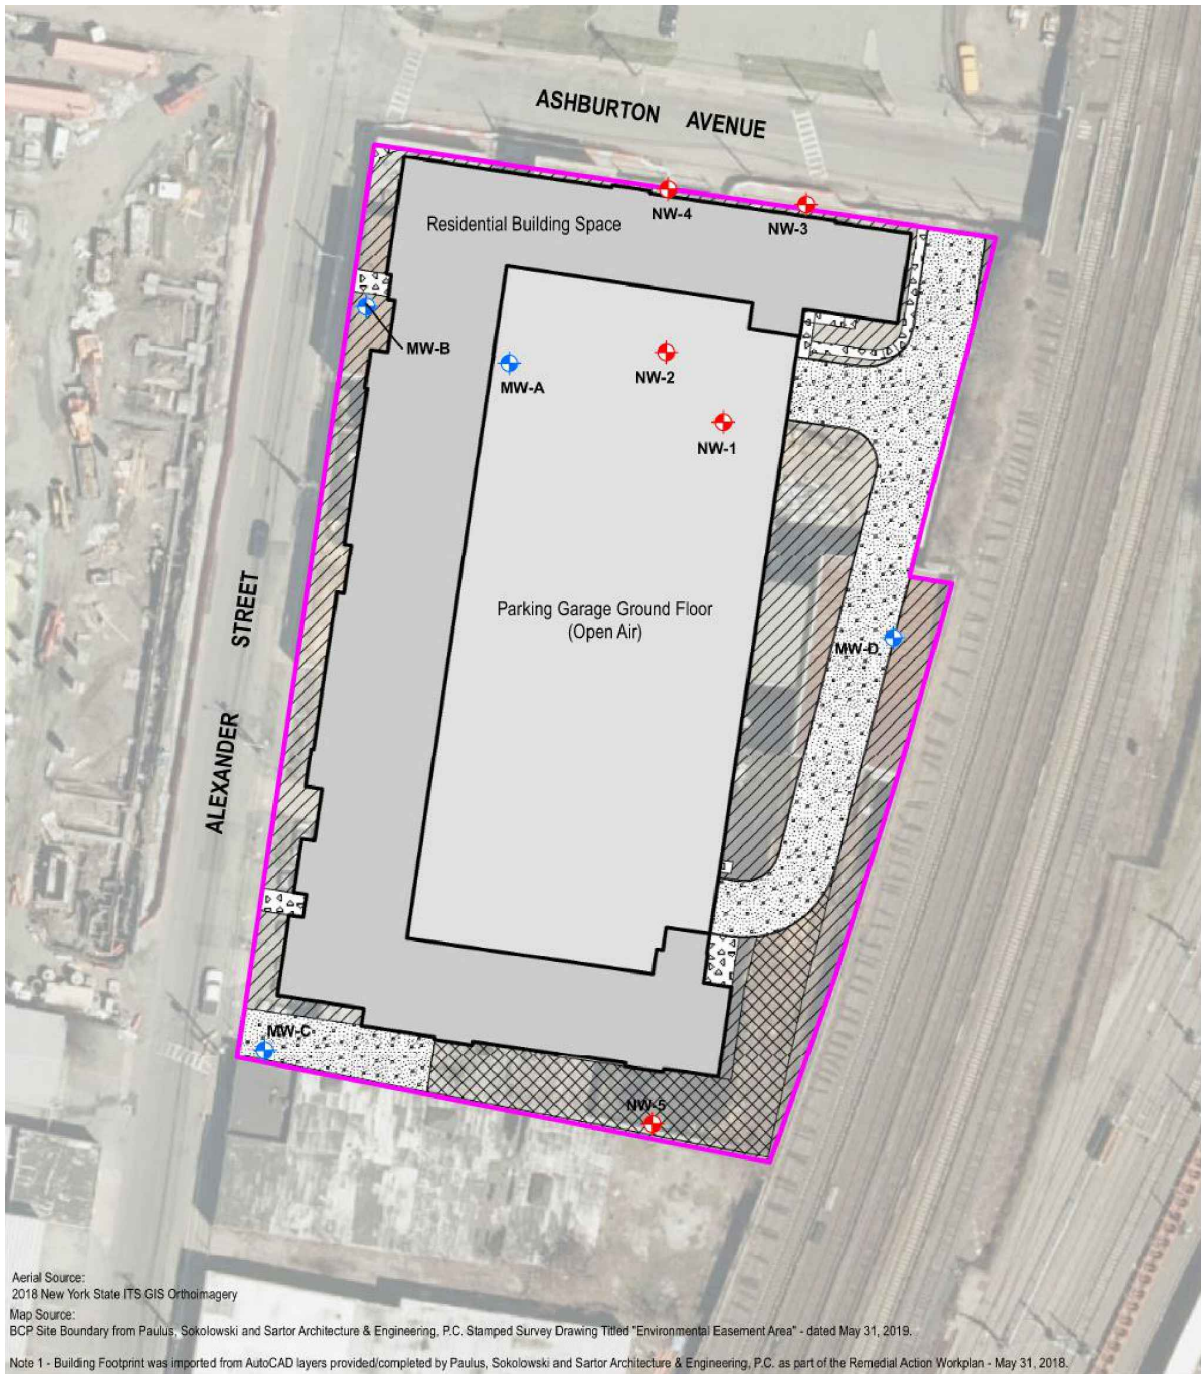 ASHBURTON AVENUE
NW-4
Residential Building Space
NW-3
MW-B
NW-2
MW-A
NW-1
STREET
Parking Garage Ground Floor
(Open Air)
MW-D
ALEXANDER
MW-C
NW-5
Aerial Source:
2018 New York State ITS GIS Orthoimagery
Map Source:
BCP Site Boundary from Paulus, Sokolowski and Sartor Architecture & Engineering, P.C. Stamped Survey Drawing Titled "Environmental Easement Area" - dated May 31, 2019.
Note 1 - Building Footprint was imported from AutoCAD layers provided/completed by Paulus, Sokolowski and Sartor Architecture & Engineering, P.C. as part of the Remedial Action Workplan - May 31, 2018.